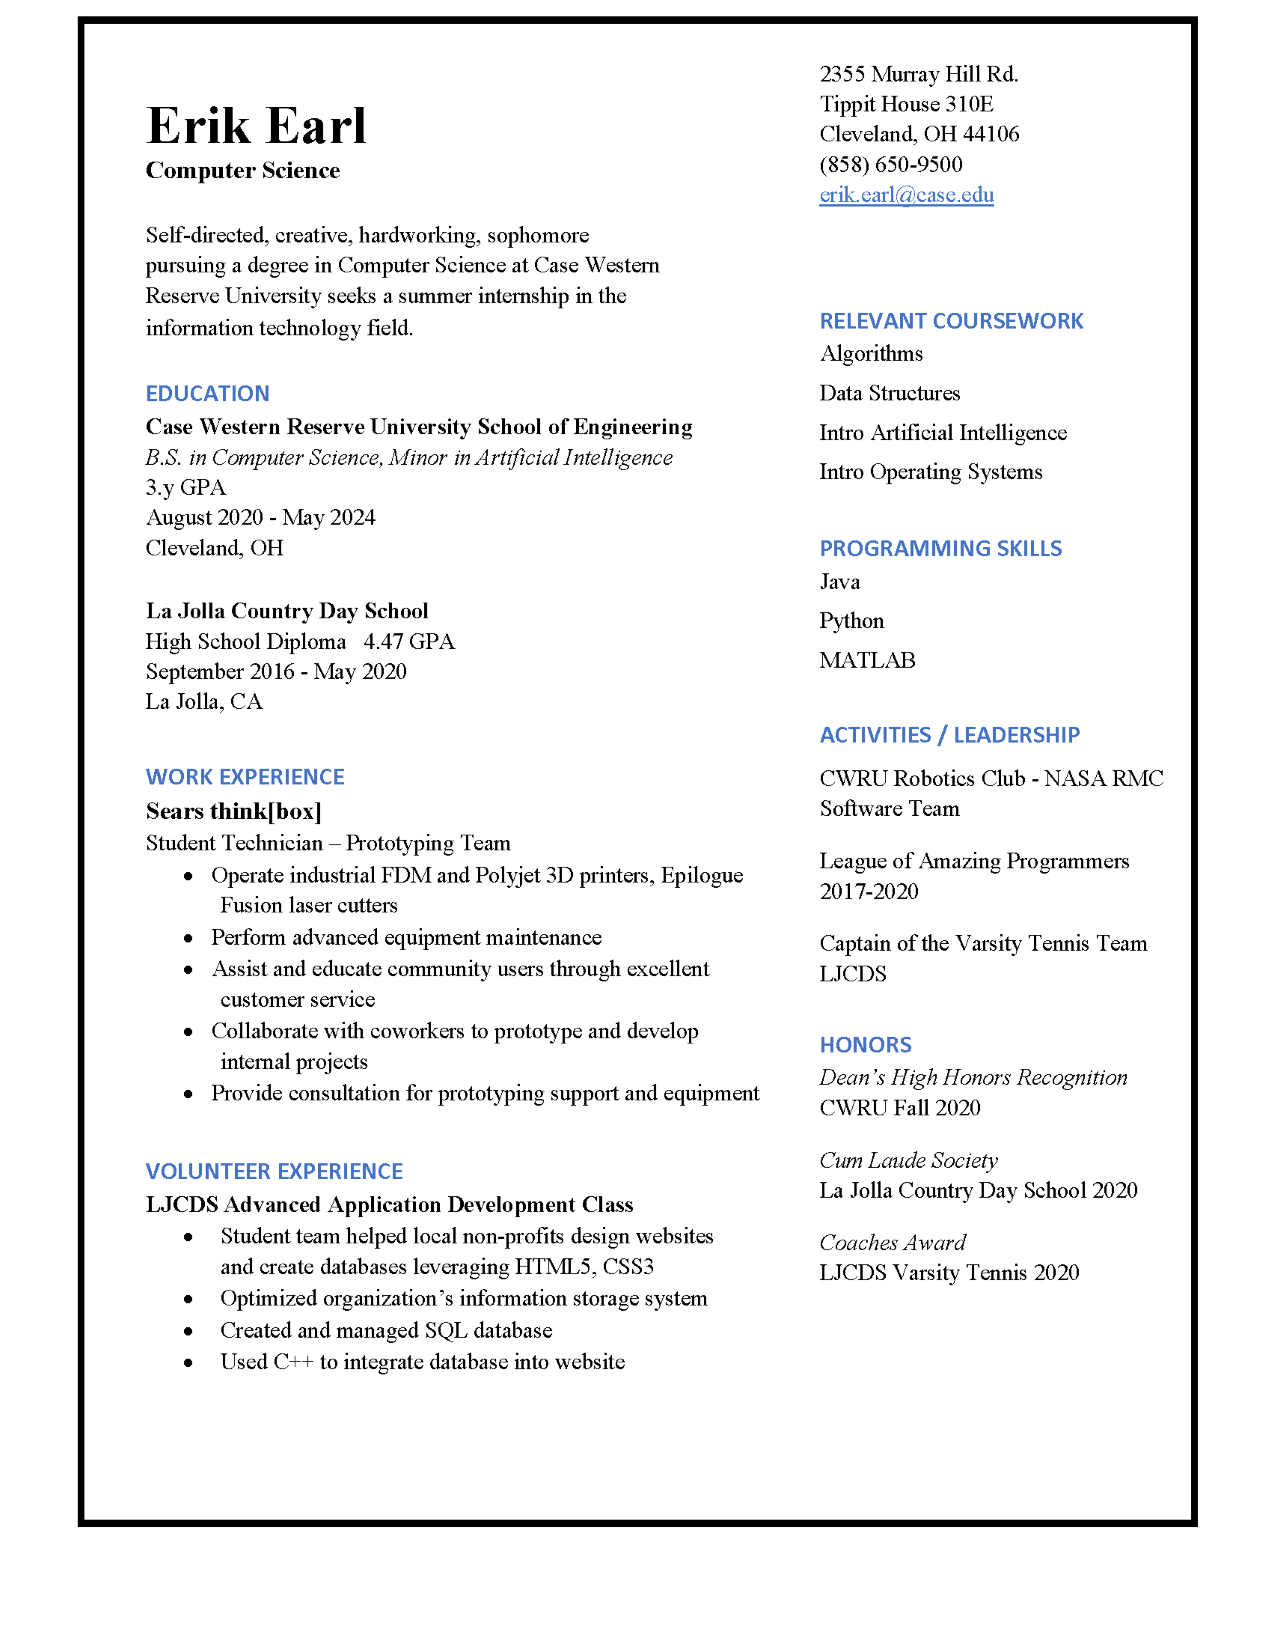 Erik Earl
Computer Science
Self-directed, creative, hardworking, sophomore
pursuing a degree in Computer Science at Case Western
Reserve University seeks a summer internship in the
information technology field.
EDUCATION
Case Western Reserve University School of Engineering
B.S. in Computer Science, Minor in Artificial Intelligence
3.y GPA
August 2020 - May 2024
Cleveland, OH
La Jolla Country Day School
High School Diploma   4.47 GPA
September 2016 - May 2020
La Jolla, CA
WORK EXPERIENCE
Sears think[box]
Student Technician – Prototyping Team
• Operate industrial FDM and Polyjet 3D printers, Epilogue
Fusion laser cutters
• Perform advanced equipment maintenance
• Assist and educate community users through excellent
customer service
• Collaborate with coworkers to prototype and develop
internal projects
• Provide consultation for prototyping support and equipment
VOLUNTEER EXPERIENCE
LJCDS Advanced Application Development Class
• Student team helped local non-profits design websites
and create databases leveraging HTML5, CSS3
• Optimized organization’s information storage system
• Created and managed SQL database
• Used C++ to integrate database into website
2355 Murray Hill Rd.
Tippit House 310E
Cleveland, OH 44106
(858) 650-9500
erik.earl@case.edu
RELEVANT COURSEWORK
Algorithms
Data Structures
Intro Artificial Intelligence
Intro Operating Systems
PROGRAMMING SKILLS
Java
Python
MATLAB
ACTIVITIES / LEADERSHIP
CWRU Robotics Club - NASA RMC
Software Team
League of Amazing Programmers
2017-2020
Captain of the Varsity Tennis Team
LJCDS
HONORS
Dean’s High Honors Recognition
CWRU Fall 2020
Cum Laude Society
La Jolla Country Day School 2020
Coaches Award
LJCDS Varsity Tennis 2020